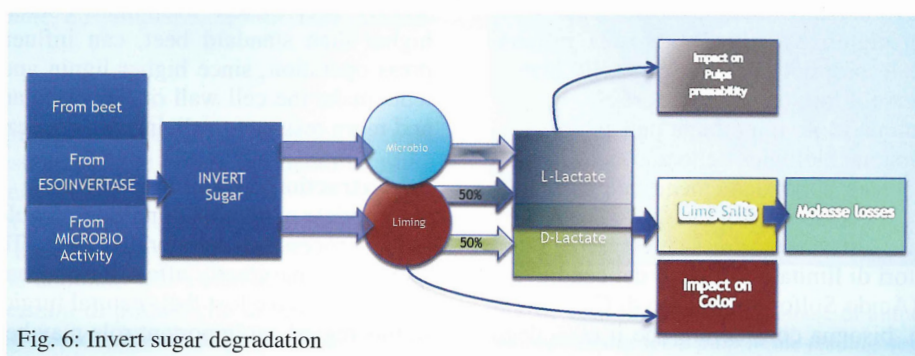 From beet
From
ESOINVERTASE
From
MICROBIO
Activity
INVERT
Sugar
Microbio
Liming
50%
50%
L-Lactate
D-Lactate
Impact on
Pulps
pressability
Lime Salts
Molasse losses
Impact on
Color
Fig. 6: Invert sugar degradation